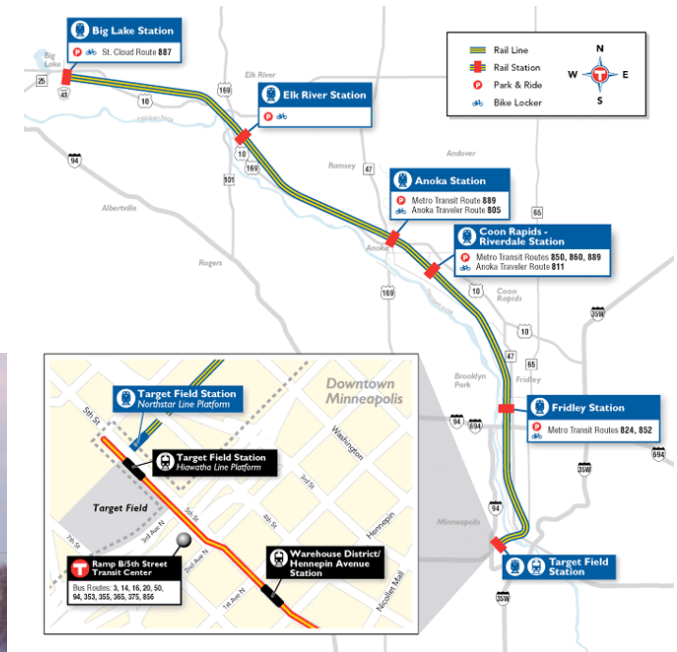 Big Lake Station
P St. Cloud Route 887
Big
Lake
25
43
10
Elk River
169
Elk River Station
P
10
169
101
94
Albertville
Rogers
Rail Line
Rail Station
P Park & Ride
Bike Locker
N
W T E
S
Ramsey
47
Andover
Anoka Station
P Metro Transit Route 889
Anoka Traveler Route 805
65
Anoka
169
Coon Rapids -
Riverdale Station
P Metro Transit Routes 850, 860, 889
Anoka Traveler Route 811
10
Coon
Rapids
10
35W
47
65
Brooklyn
Park
Fridley
94
694
Fridley Station
P Metro Transit Routes 824, 852
35W
694
94
Minneapolis
Target Field
Station
35W
Downtown
Minneapolis
Target Field Station
Northstar Line Platform
5th St
Target Field Station
Hiawatha Line Platform
Washington
3rd St
Target Field
5th St
4th St
3rd Ave N
Hennepin
7th St
2nd Ave N
T Ramp B/5th Street
Transit Center
Bus Routes: 3, 14, 16, 20, 50,
94, 353, 355, 365, 375, 856
Warehouse District/
Hennepin Avenue
Station
1st Ave N
Nicollet Mall